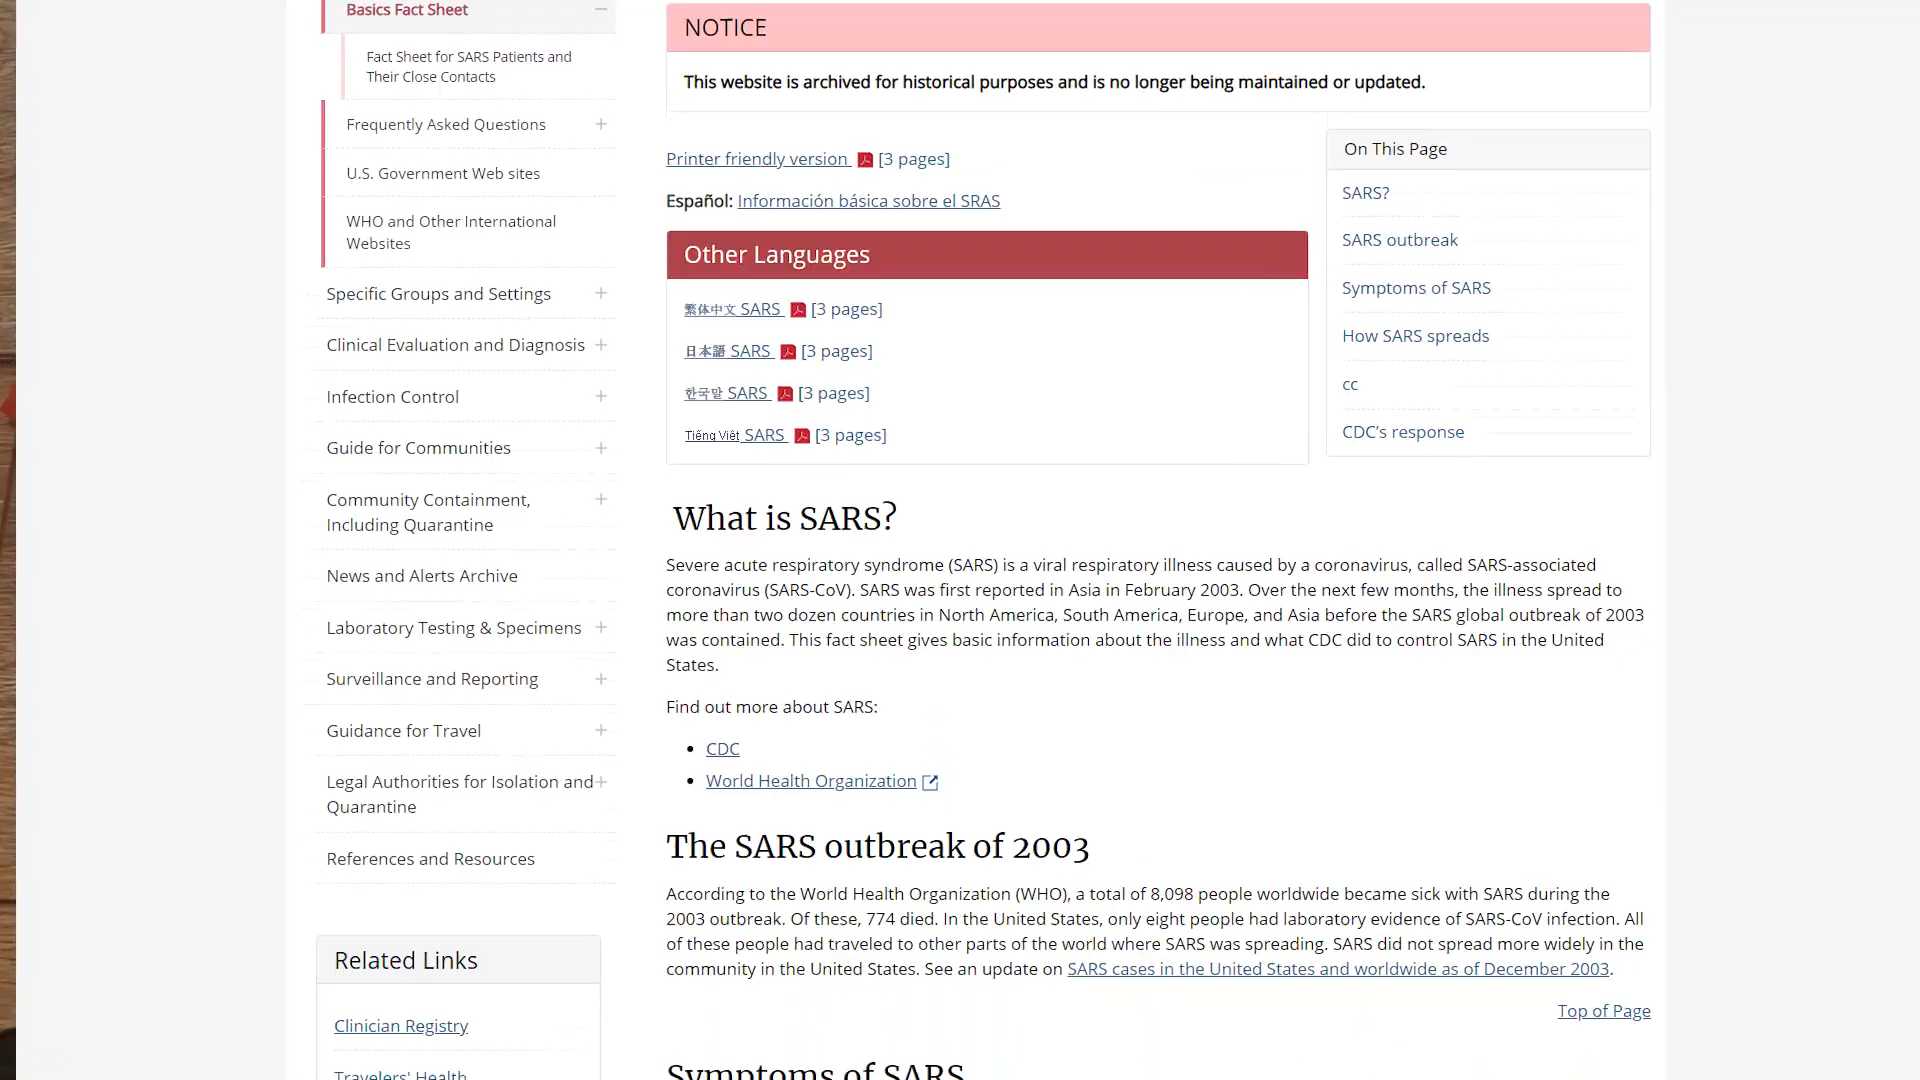 Basics Fact Sheet
Fact Sheet for SARS Patients and
Their Close Contacts
Frequently Asked Questions
U.S. Government Web sites
WHO and Other International
Websites
Specific Groups and Settings
Clinical Evaluation and Diagnosis
Infection Control
Guide for Communities
Community Containment,
Including Quarantine
News and Alerts Archive
Laboratory Testing & Specimens
Surveillance and Reporting
Guidance for Travel
Legal Authorities for Isolation and
Quarantine
References and Resources
Related Links
Clinician Registry
Travelers' Health
NOTICE
This website is archived for historical purposes and is no longer being maintained or updated.
Printer friendly version [3 pages]
Español: Información básica sobre el SRAS
Other Languages
繁体中文 SARS [3 pages]
日本語 SARS [3 pages]
한국말 SARS [3 pages]
Tiếng Việt SARS [3 pages]
What is SARS?
Severe acute respiratory syndrome (SARS) is a viral respiratory illness caused by a coronavirus, called SARS-associated
coronavirus (SARS-CoV). SARS was first reported in Asia in February 2003. Over the next few months, the illness spread to
more than two dozen countries in North America, South America, Europe, and Asia before the SARS global outbreak of 2003
was contained. This fact sheet gives basic information about the illness and what CDC did to control SARS in the United
States.
Find out more about SARS:
CDC
World Health Organization
The SARS outbreak of 2003
According to the World Health Organization (WHO), a total of 8,098 people worldwide became sick with SARS during the
2003 outbreak. Of these, 774 died. In the United States, only eight people had laboratory evidence of SARS-CoV infection. All
of these people had traveled to other parts of the world where SARS was spreading. SARS did not spread more widely in the
community in the United States. See an update on SARS cases in the United States and worldwide as of December 2003.
Top of Page
Symptoms of SARS
On This Page
SARS?
SARS outbreak
Symptoms of SARS
How SARS spreads
cc
CDC’s response